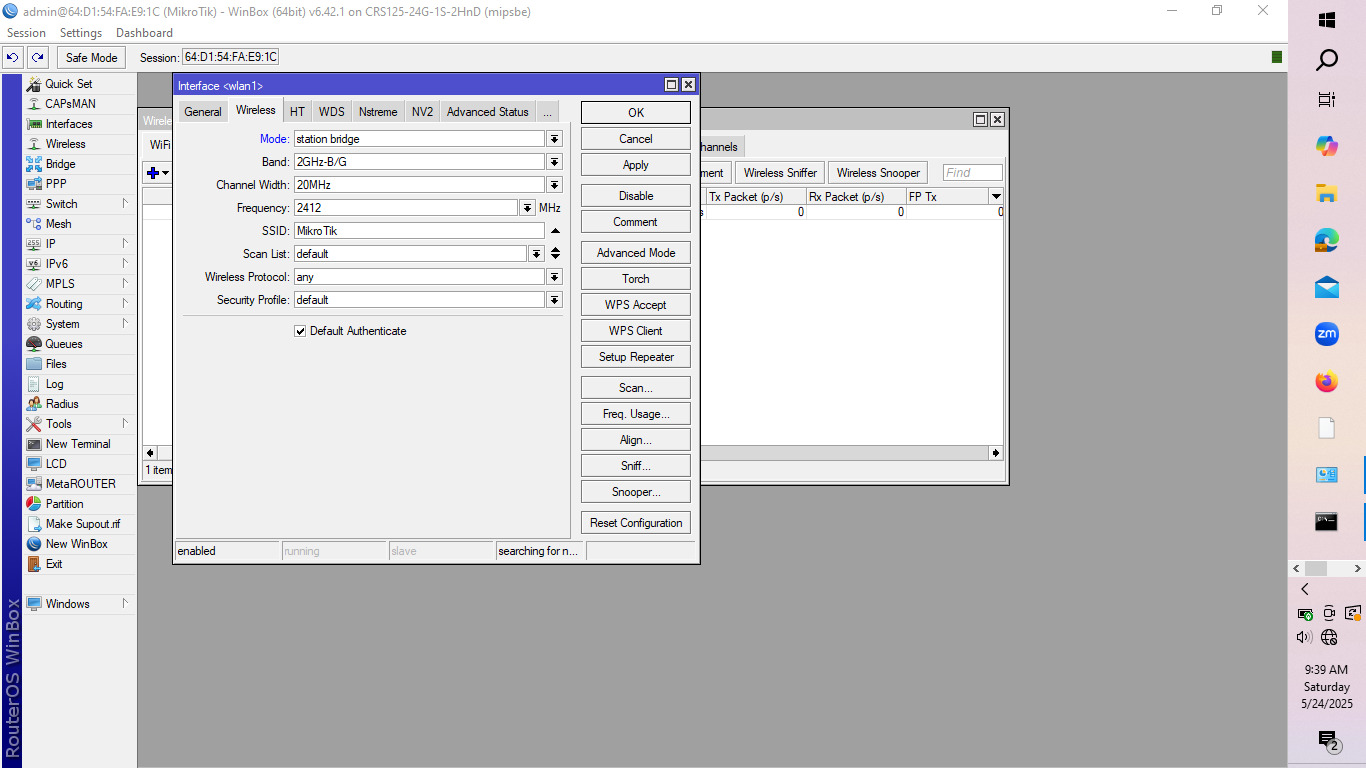 admin@64:D1:54:FA:E9:1C (MikroTik) - WinBox (64bit) v6.42.1 on CRS125-24G-1S-2HnD (mipsbe)
Session Settings Dashboard
Safe Mode Session: 64:D1:54:FA:E9:1C
Quick Set
CAPsMAN
Interfaces
Wireless
Bridge
PPP
Switch
Mesh
IP
IPv6
MPLS
Routing
System
Queues
Files
Log
Radius
Tools
New Terminal
LCD
MetaROUTER
Partition
Make Supout.rif
New WinBox
Exit
Windows
RouterOS WinBox
Interface <wlan1>
General Wireless HT WDS Nstreme NV2 Advanced Status ...
Mode: station bridge
Band: 2GHz-B/G
Channel Width: 20MHz
Frequency: 2412 MHz
SSID: MikroTik
Scan List: default
Wireless Protocol: any
Security Profile: default
Default Authenticate
OK
Cancel
Apply
Disable
Comment
Advanced Mode
Torch
WPS Accept
WPS Client
Setup Repeater
Scan...
Freq. Usage...
Align...
Sniff...
Snooper...
Reset Configuration
enabled running slave searching for n...
Wirele
WiFi
hannels
ment Wireless Sniffer Wireless Snooper Find
Tx Packet (p/s) Rx Packet (p/s) FP Tx
s 0 0 0
1 item
zm
9:39 AM
Saturday
5/24/2025
2